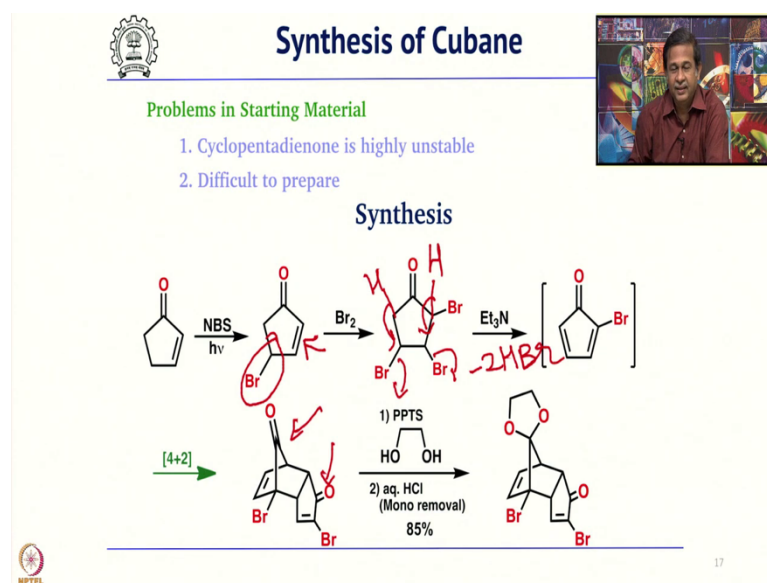 Synthesis of Cubane
Problems in Starting Material
1. Cyclopentadienone is highly unstable
2. Difficult to prepare
Synthesis
O
NBS
hν
O
Br
Br2
H
O
H
Br
Br
Br
Et3N
-2HBr
O
Br
[4+2]
O
O
Br
Br
1) PPTS
HO OH
2) aq. HCl
(Mono removal)
85%
O
O
O
Br
Br
NPTEL
17